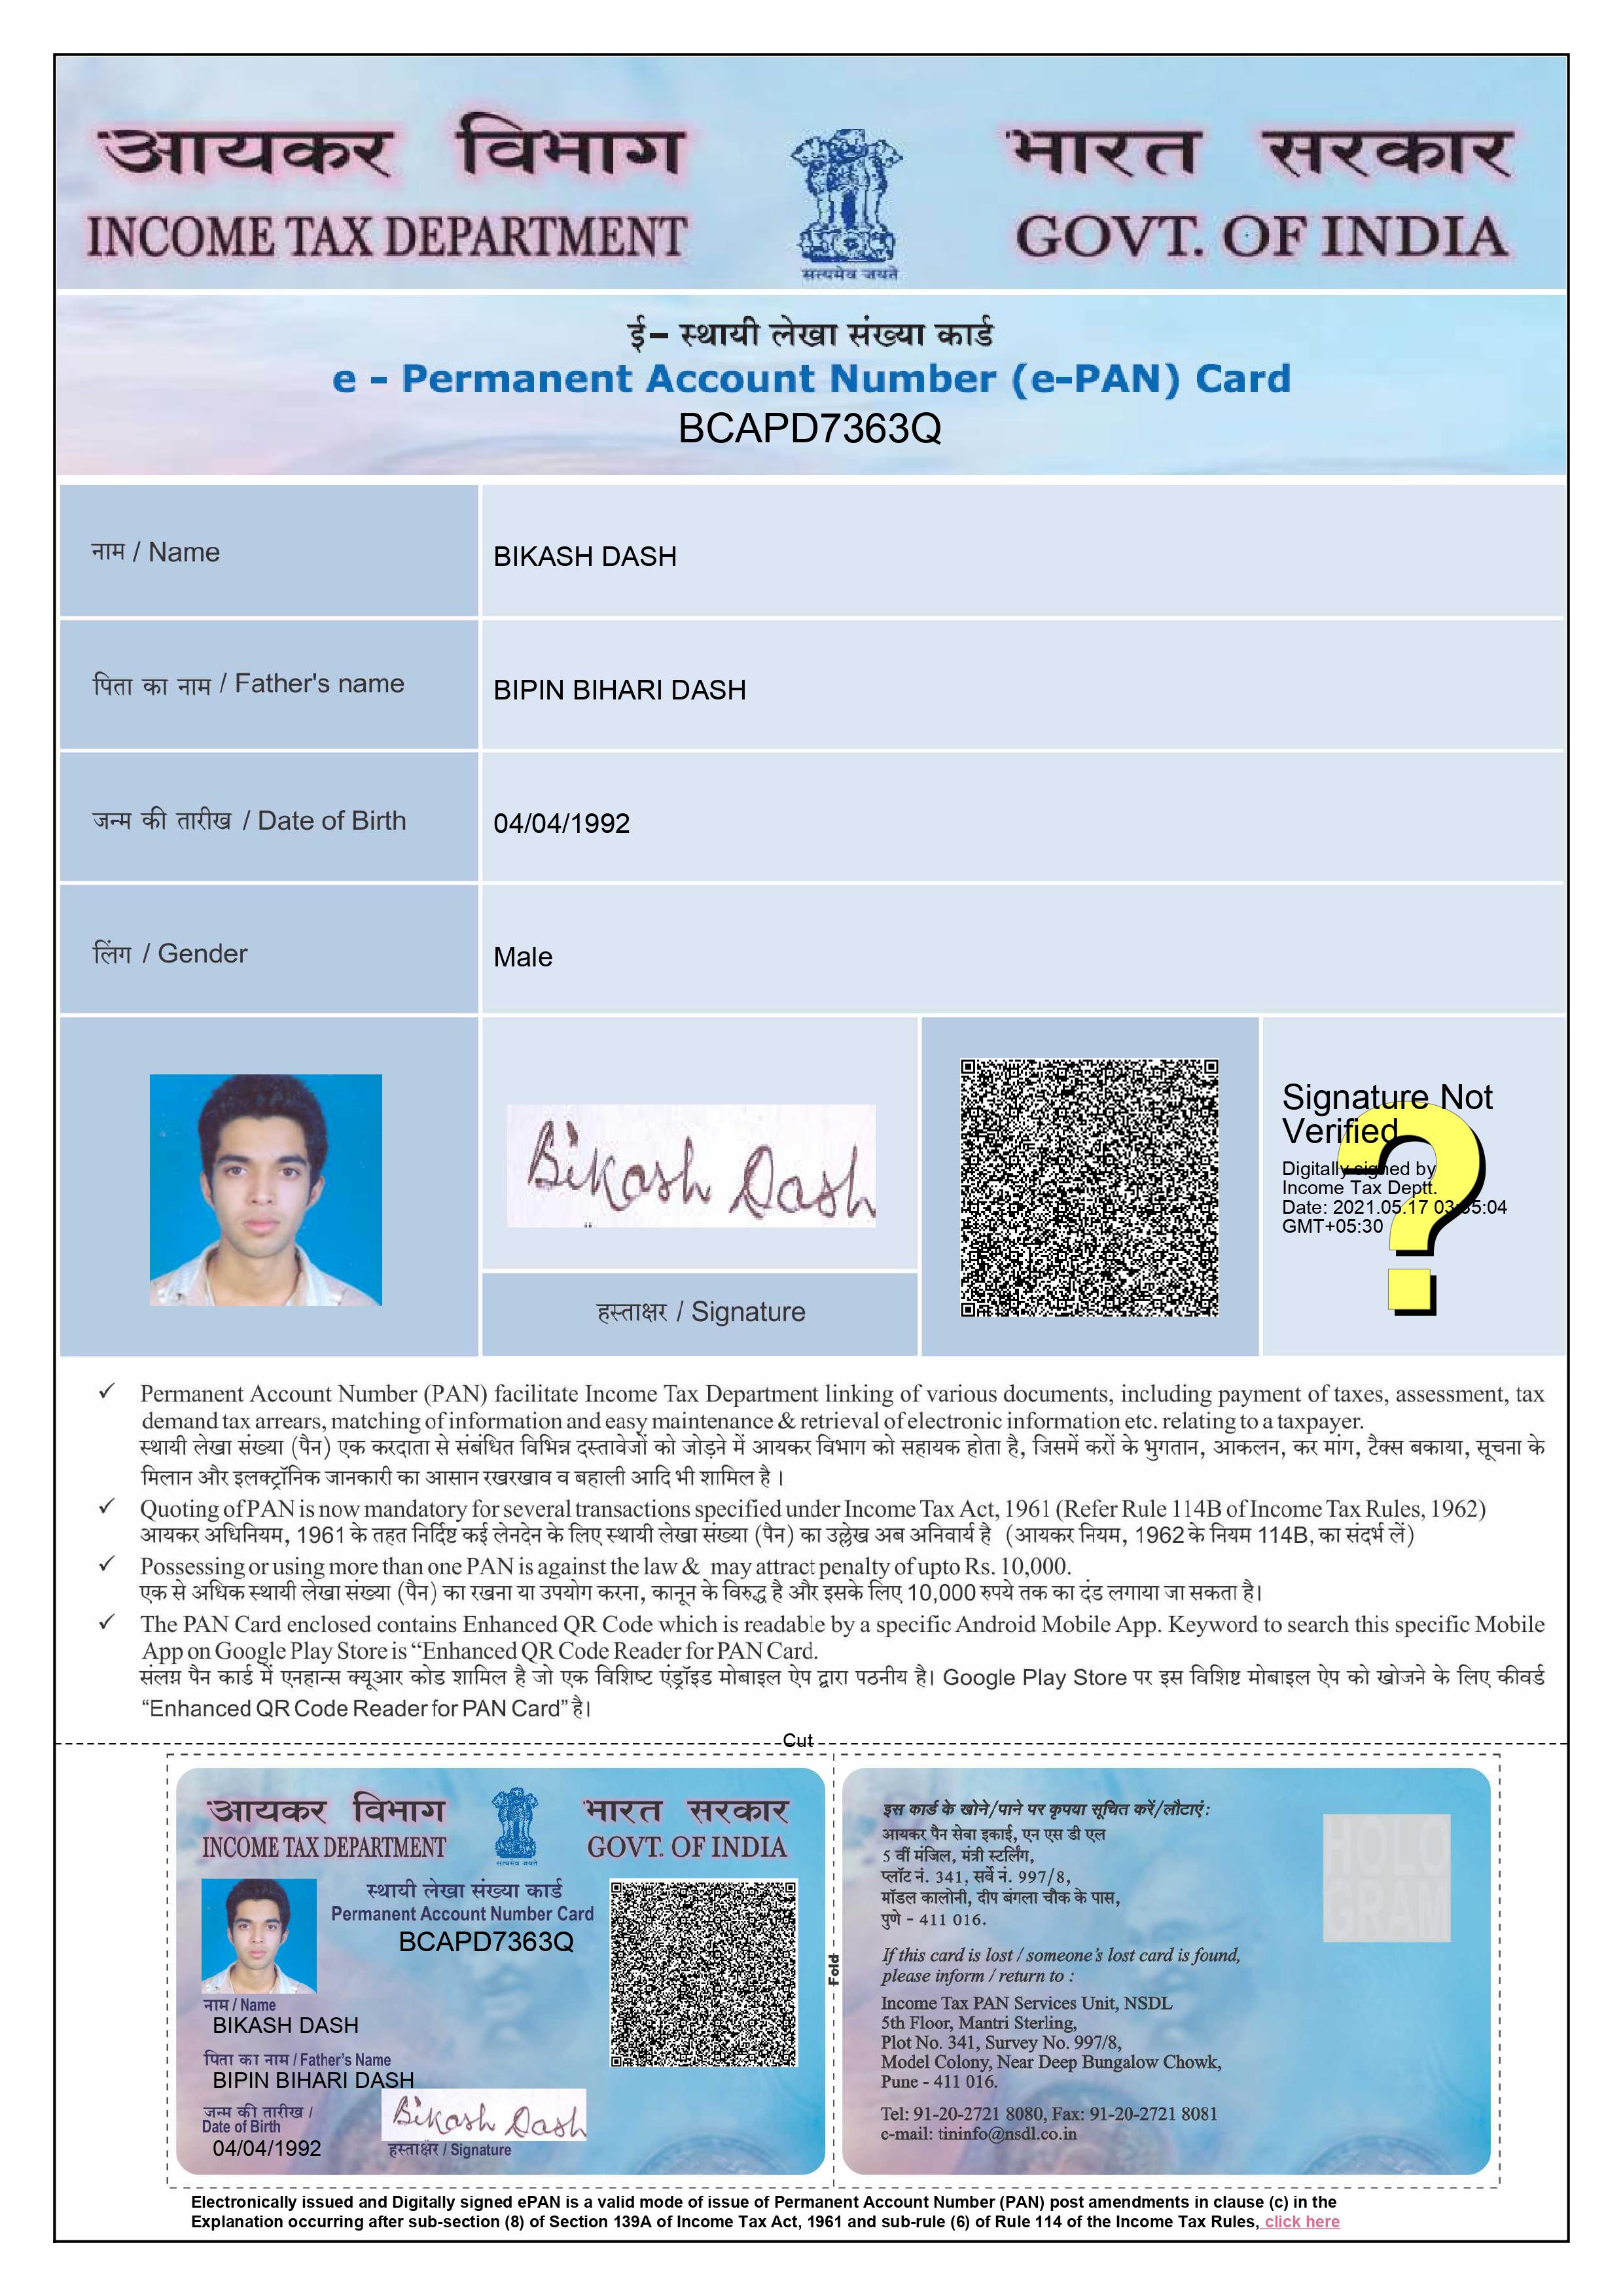 आयकर विभाग
INCOME TAX DEPARTMENT
सत्यमेव जयते
भारत सरकार
GOVT. OF INDIA
ई– स्थायी लेखा संख्या कार्ड
e - Permanent Account Number (e-PAN) Card
BCAPD7363Q
नाम / Name
BIKASH DASH
पिता का नाम / Father's name
BIPIN BIHARI DASH
जन्म की तारीख / Date of Birth
04/04/1992
लिंग / Gender
Male
Bikash Dash
हस्ताक्षर / Signature
Signature Not
Verified
Digitally signed by
Income Tax Deptt.
Date: 2021.05.17 03:35:04
GMT+05:30
✓ Permanent Account Number (PAN) facilitate Income Tax Department linking of various documents, including payment of taxes, assessment, tax
demand tax arrears, matching of information and easy maintenance & retrieval of electronic information etc. relating to a taxpayer.
स्थायी लेखा संख्या (पैन) एक करदाता से संबंधित विभिन्न दस्तावेजों को जोड़ने में आयकर विभाग को सहायक होता है, जिसमें करों के भुगतान, आकलन, कर मांग, टैक्स बकाया, सूचना के
मिलान और इलक्ट्रॉनिक जानकारी का आसान रखरखाव व बहाली आदि भी शामिल है ।
✓ Quoting of PAN is now mandatory for several transactions specified under Income Tax Act, 1961 (Refer Rule 114B of Income Tax Rules, 1962)
आयकर अधिनियम, 1961 के तहत निर्दिष्ट कई लेनदेन के लिए स्थायी लेखा संख्या (पैन) का उल्लेख अब अनिवार्य है (आयकर नियम, 1962 के नियम 114B, का संदर्भ लें)
✓ Possessing or using more than one PAN is against the law & may attract penalty of upto Rs. 10,000.
एक से अधिक स्थायी लेखा संख्या (पैन) का रखना या उपयोग करना, कानून के विरुद्ध है और इसके लिए 10,000 रुपये तक का दंड लगाया जा सकता है।
✓ The PAN Card enclosed contains Enhanced QR Code which is readable by a specific Android Mobile App. Keyword to search this specific Mobile
App on Google Play Store is “Enhanced QR Code Reader for PAN Card.
संलग्न पैन कार्ड में एनहान्स क्यूआर कोड शामिल है जो एक विशिष्ट एंड्रॉइड मोबाइल ऐप द्वारा पठनीय है। Google Play Store पर इस विशिष्ट मोबाइल ऐप को खोजने के लिए कीवर्ड
“Enhanced QR Code Reader for PAN Card” है।
Cut
आयकर विभाग
INCOME TAX DEPARTMENT
सत्यमेव जयते
भारत सरकार
GOVT. OF INDIA
स्थायी लेखा संख्या कार्ड
Permanent Account Number Card
BCAPD7363Q
नाम / Name
BIKASH DASH
पिता का नाम / Father's Name
BIPIN BIHARI DASH
जन्म की तारीख /
Date of Birth
04/04/1992
Bikash Dash
हस्ताक्षर / Signature
Fold
इस कार्ड के खोने/पाने पर कृपया सूचित करें/लौटाएं :
आयकर पैन सेवा इकाई, एन एस डी एल
5 वीं मंजिल, मंत्री स्टर्लिंग,
प्लॉट नं. 341, सर्वे नं. 997/8,
मॉडल कालोनी, दीप बंगला चौक के पास,
पुणे – 411 016.
If this card is lost / someone's lost card is found,
please inform / return to :
Income Tax PAN Services Unit, NSDL
5th Floor, Mantri Sterling,
Plot No. 341, Survey No. 997/8,
Model Colony, Near Deep Bungalow Chowk,
Pune - 411 016.
Tel: 91-20-2721 8080, Fax: 91-20-2721 8081
e-mail: tininfo@nsdl.co.in
HOLO
GRAM
Electronically issued and Digitally signed ePAN is a valid mode of issue of Permanent Account Number (PAN) post amendments in clause (c) in the
Explanation occurring after sub-section (8) of Section 139A of Income Tax Act, 1961 and sub-rule (6) of Rule 114 of the Income Tax Rules, click here